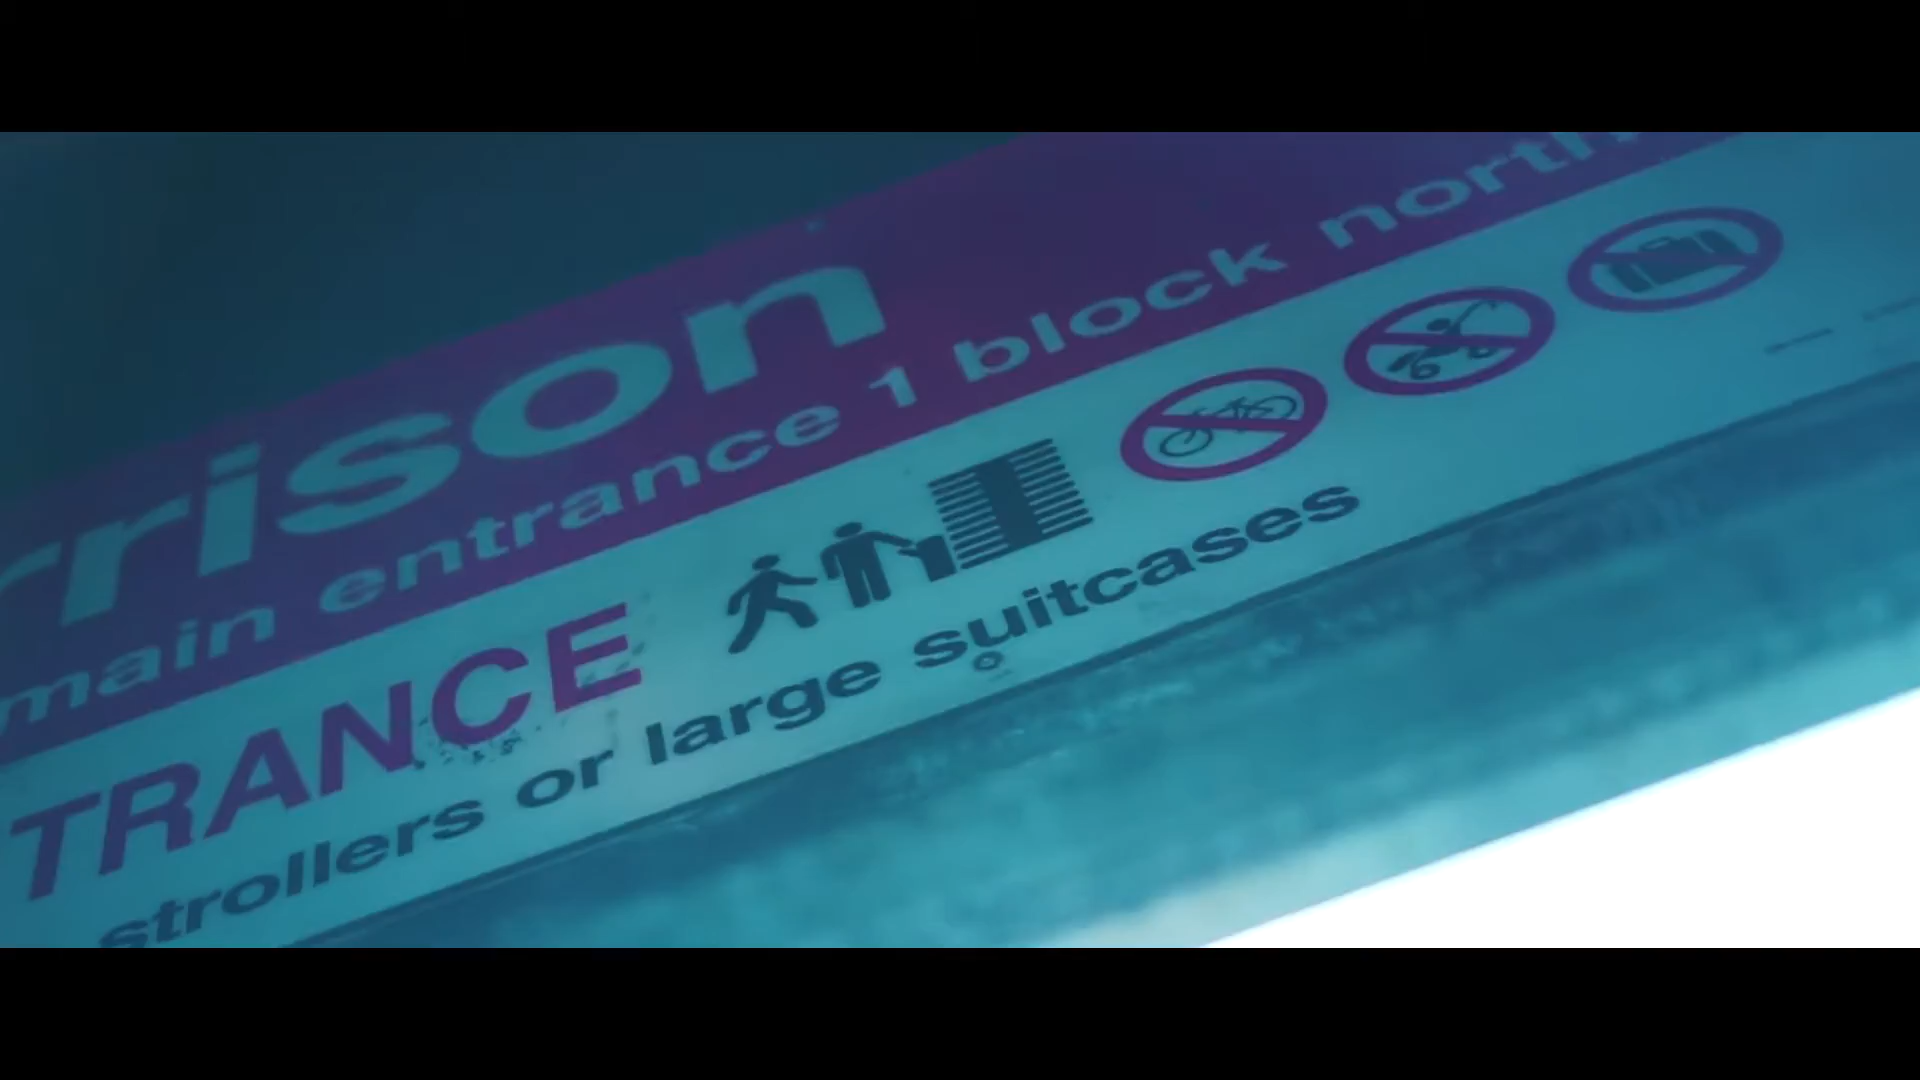 rrison
main entrance 1 block north
TRANCE
strollers or large suitcases